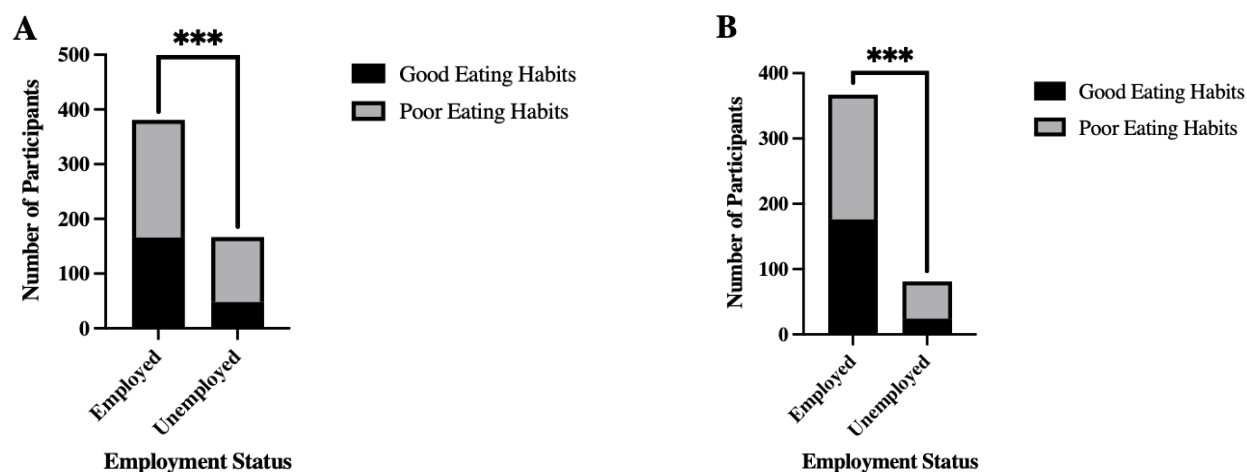 A
***
500
400
300
200
100
0
Number of Participants
Employed
Unemployed
Employment Status
Good Eating Habits
Poor Eating Habits
B
***
400
300
200
100
0
Number of Participants
Employed
Unemployed
Employment Status
Good Eating Habits
Poor Eating Habits